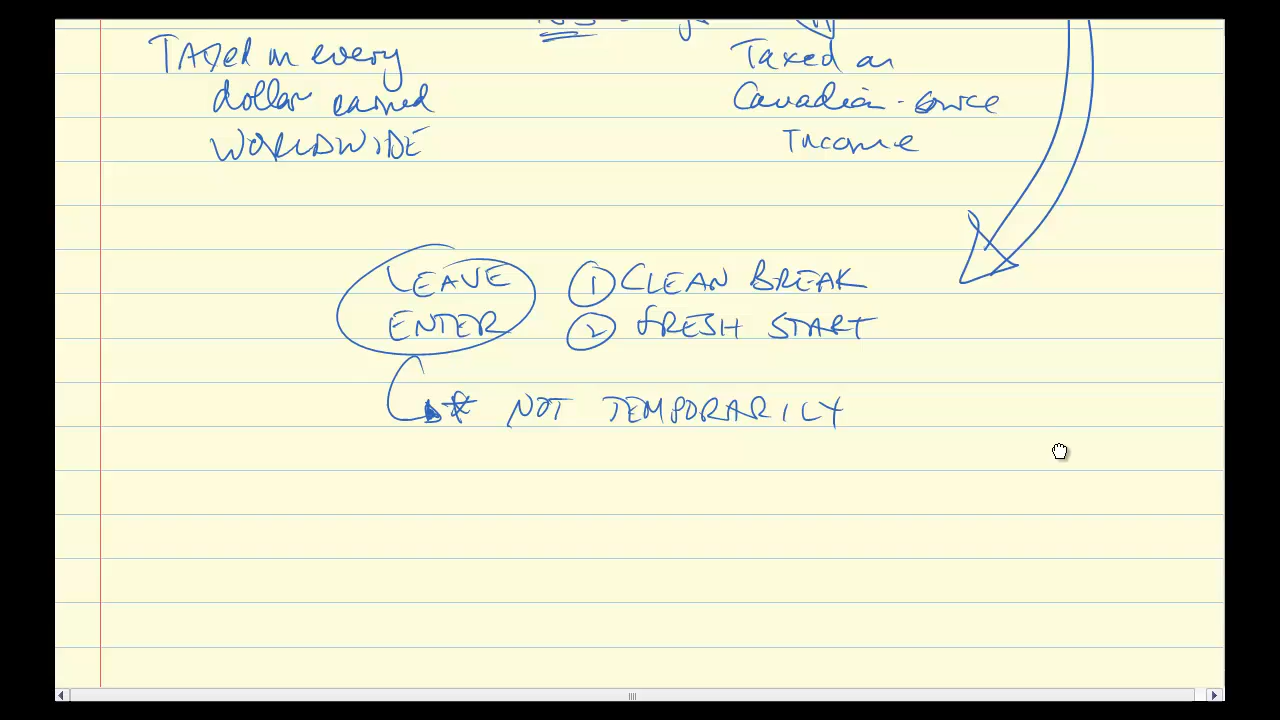 Taxed on every
dollar earned
WORLDWIDE
Taxed on
Canadian-source
Income
LEAVE ① CLEAN BREAK
ENTER ② FRESH START
* NOT TEMPORARILY